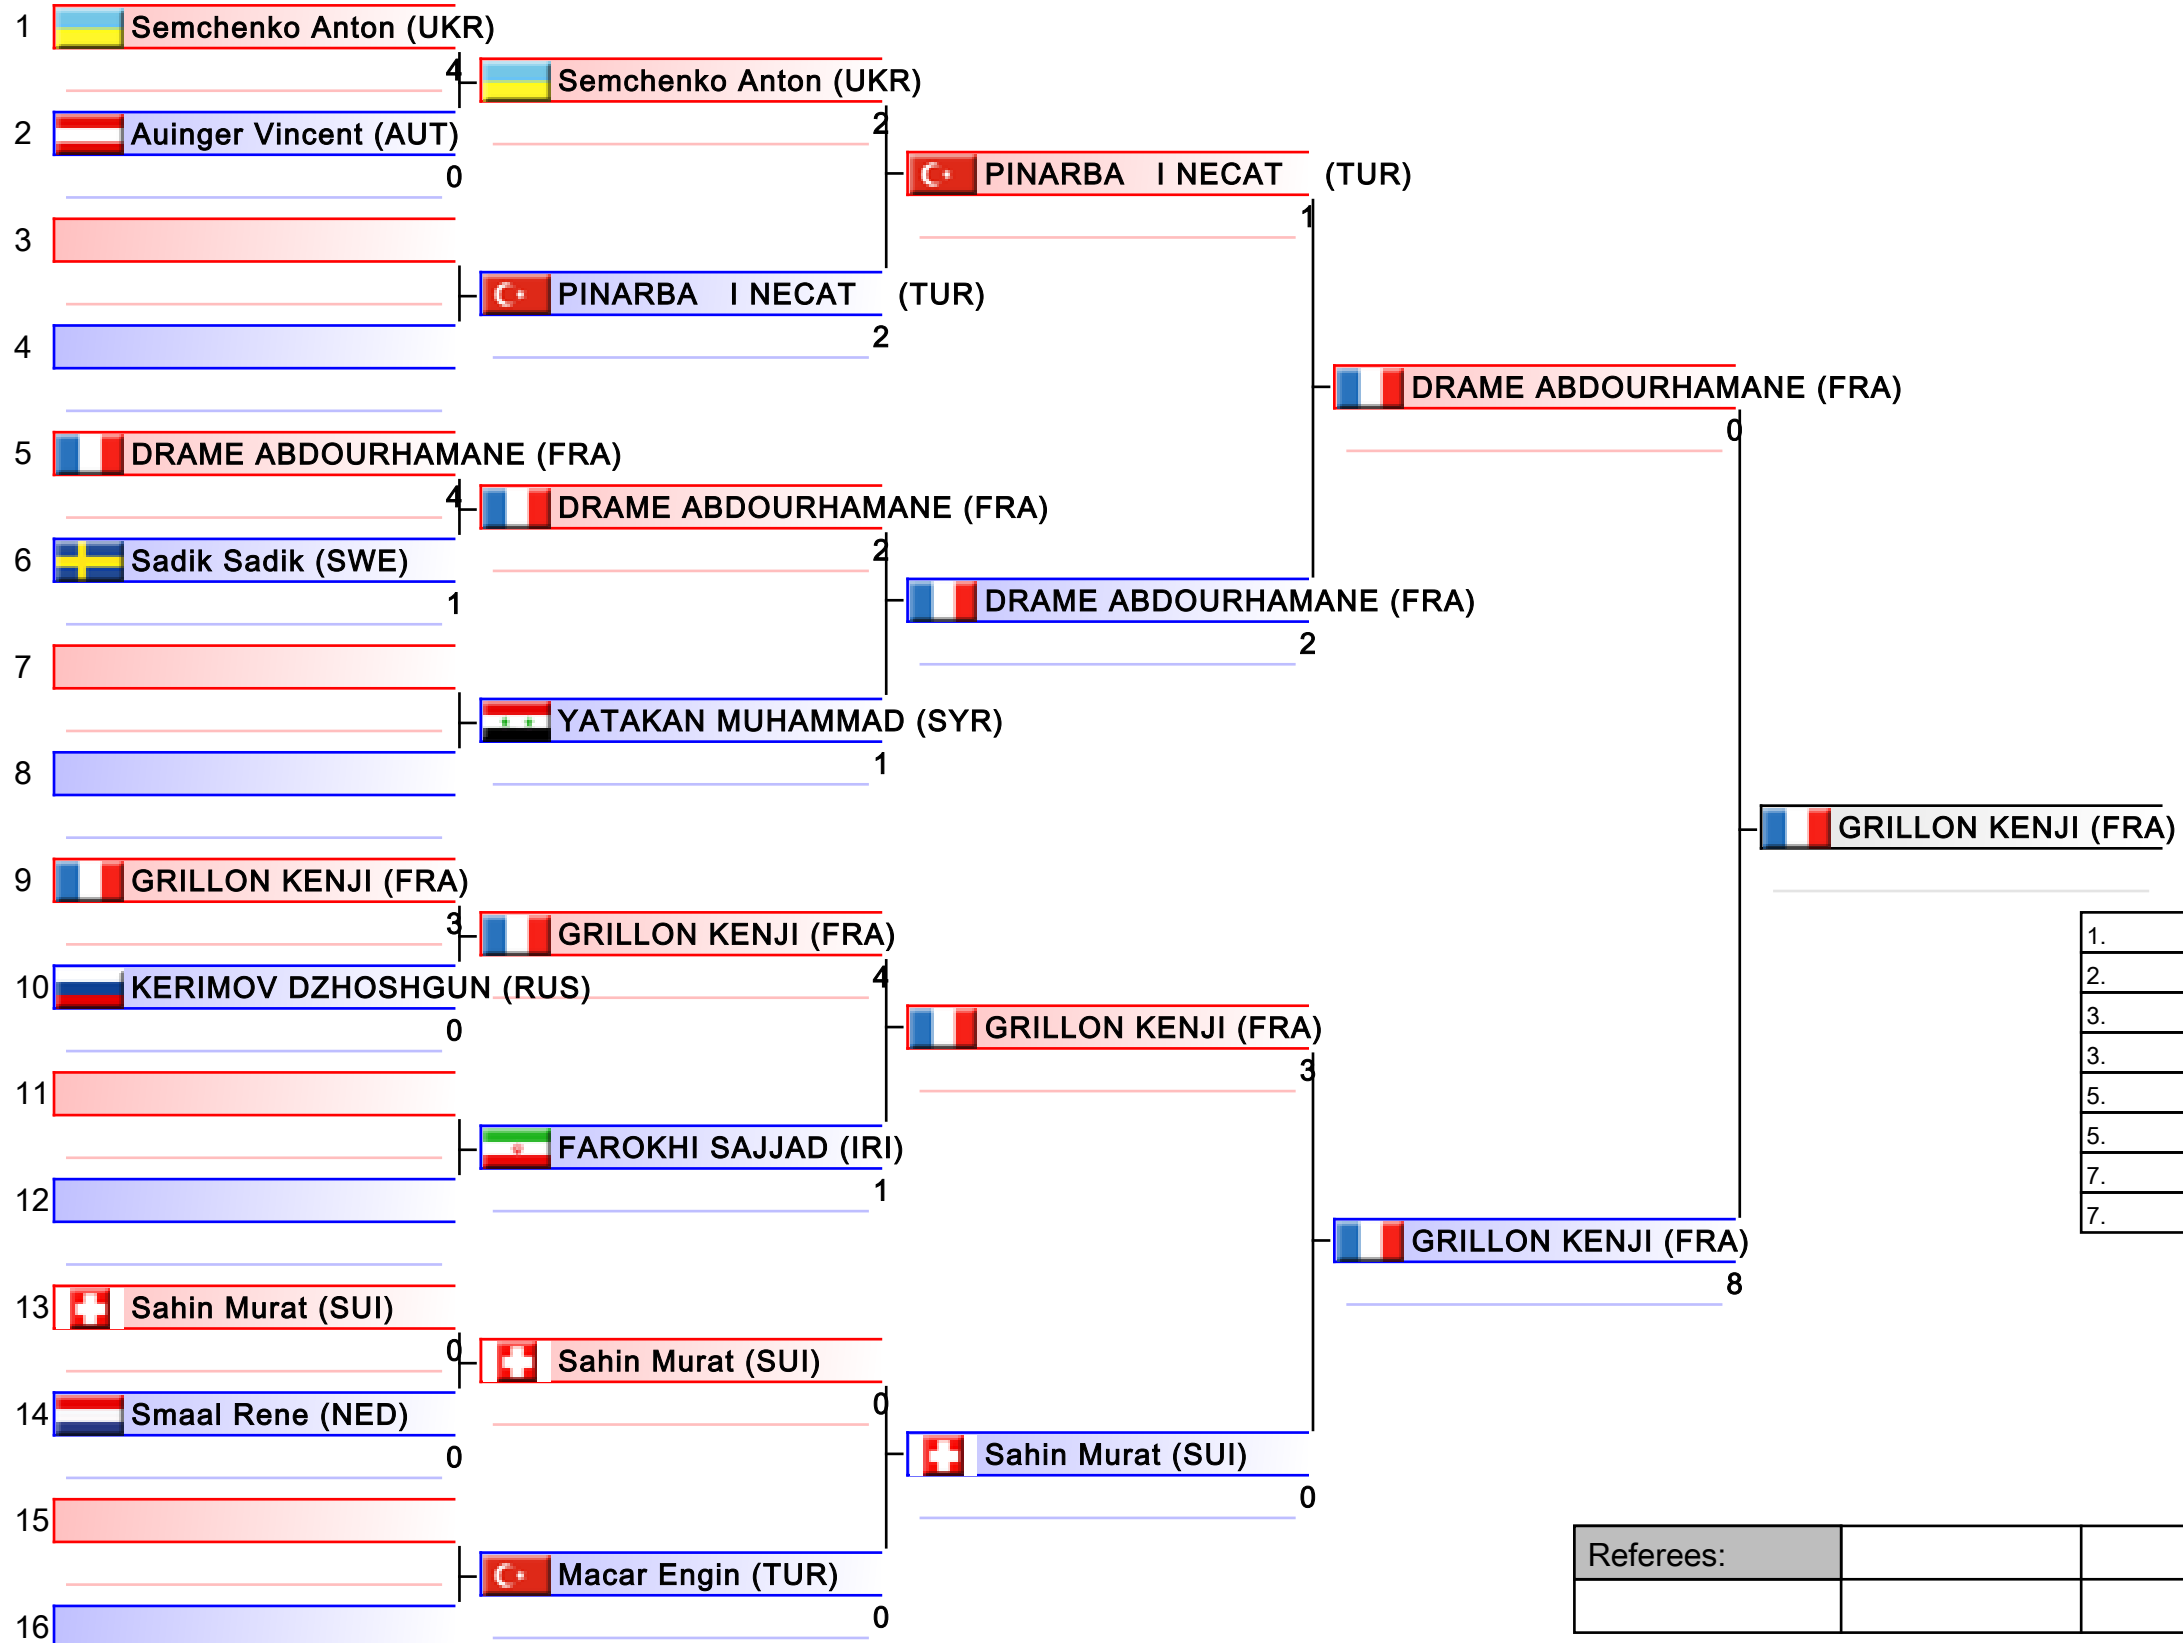 1 Semchenko Anton (UKR)
4
Semchenko Anton (UKR)
2
2 Auinger Vincent (AUT)
0
PINARBA I NECAT (TUR)
1
3
PINARBA I NECAT (TUR)
2
4
DRAME ABDOURHAMANE (FRA)
0
5 DRAME ABDOURHAMANE (FRA)
4
DRAME ABDOURHAMANE (FRA)
2
6 Sadik Sadik (SWE)
1
DRAME ABDOURHAMANE (FRA)
2
7
YATAKAN MUHAMMAD (SYR)
1
8
GRILLON KENJI (FRA)
9 GRILLON KENJI (FRA)
3
GRILLON KENJI (FRA)
4
10 KERIMOV DZHOSHGUN (RUS)
0
GRILLON KENJI (FRA)
3
11
FAROKHI SAJJAD (IRI)
1
12
GRILLON KENJI (FRA)
8
13 Sahin Murat (SUI)
0
Sahin Murat (SUI)
0
14 Smaal Rene (NED)
0
Sahin Murat (SUI)
0
15
Macar Engin (TUR)
0
16
1.
2.
3.
3.
5.
5.
7.
7.
Referees: